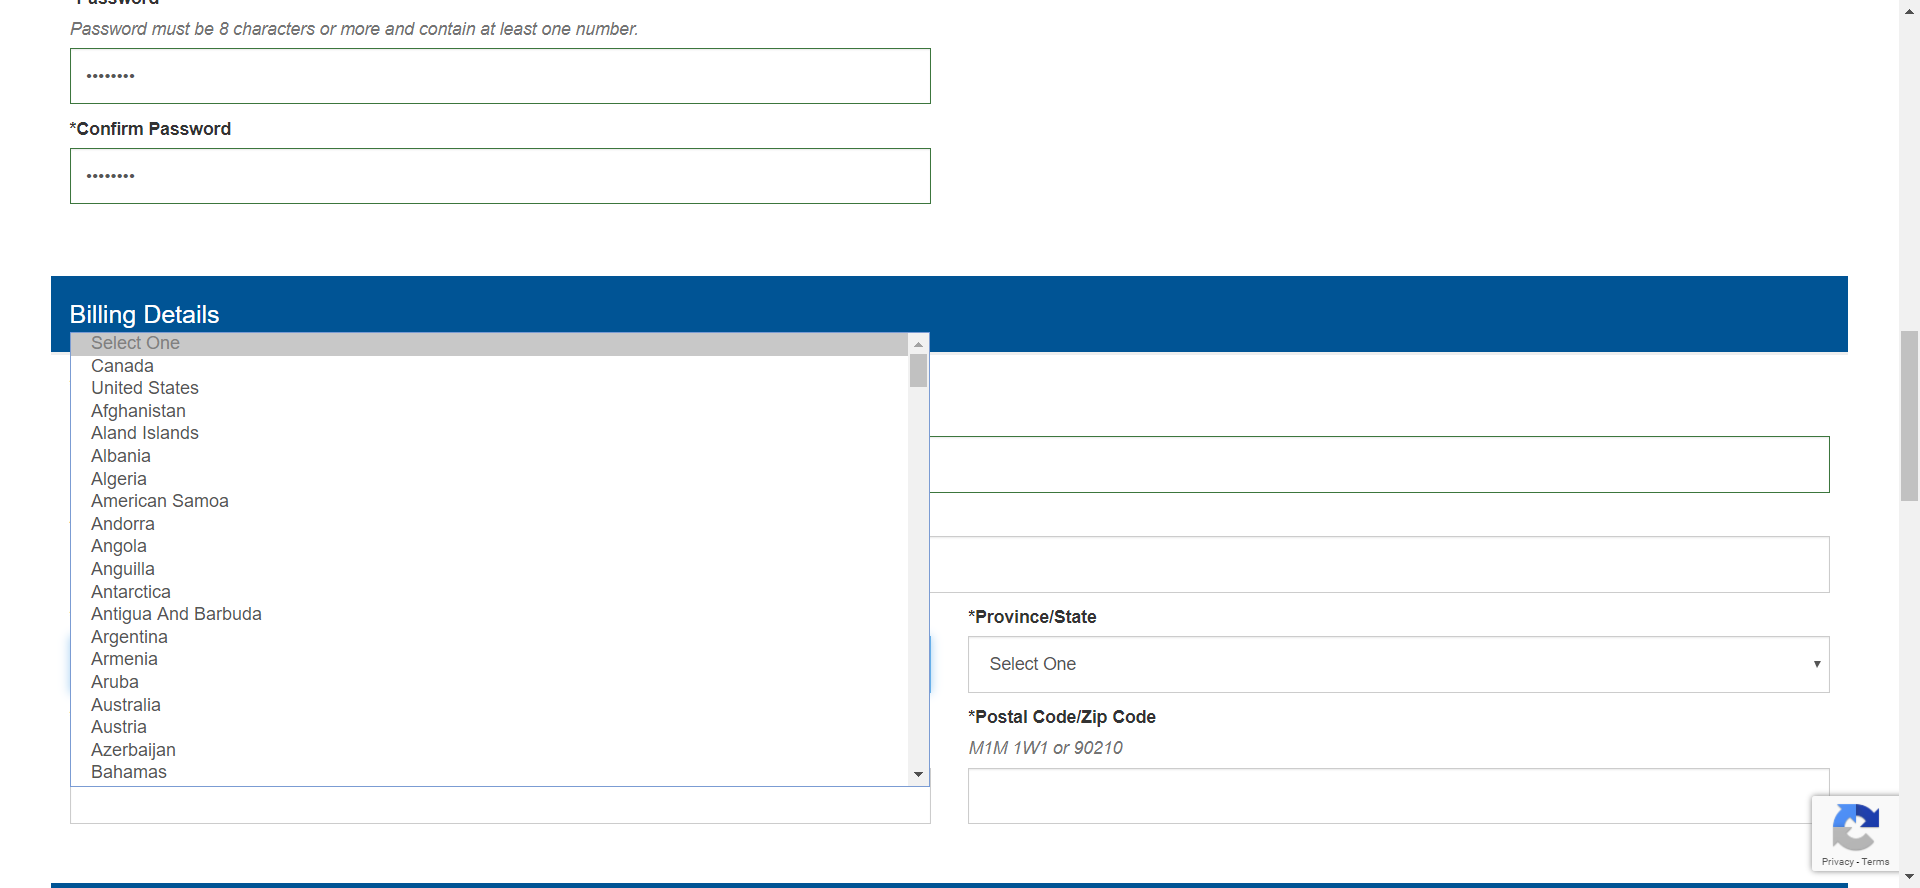 *Password
Password must be 8 characters or more and contain at least one number.
••••••••
*Confirm Password
••••••••
Billing Details
Select One
Canada
United States
Afghanistan
Aland Islands
Albania
Algeria
American Samoa
Andorra
Angola
Anguilla
Antarctica
Antigua And Barbuda
Argentina
Armenia
Aruba
Australia
Austria
Azerbaijan
Bahamas
*Province/State
Select One
*Postal Code/Zip Code
M1M 1W1 or 90210
Privacy - Terms